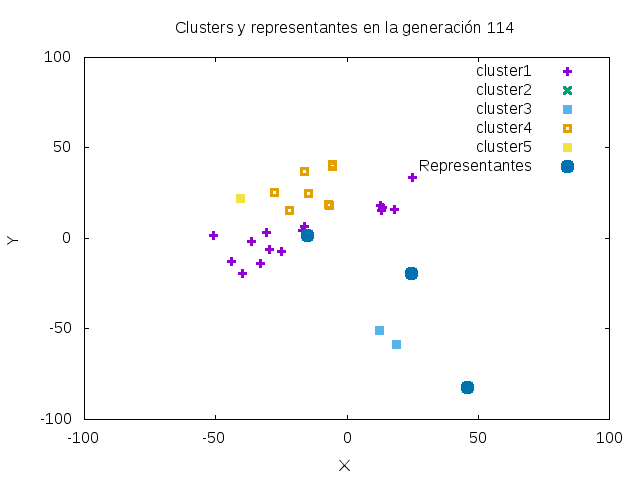 Clusters y representantes en la generación 114
100
50
0
-50
-100
-100
-50
0
50
100
Y
X
cluster1
cluster2
cluster3
cluster4
cluster5
Representantes